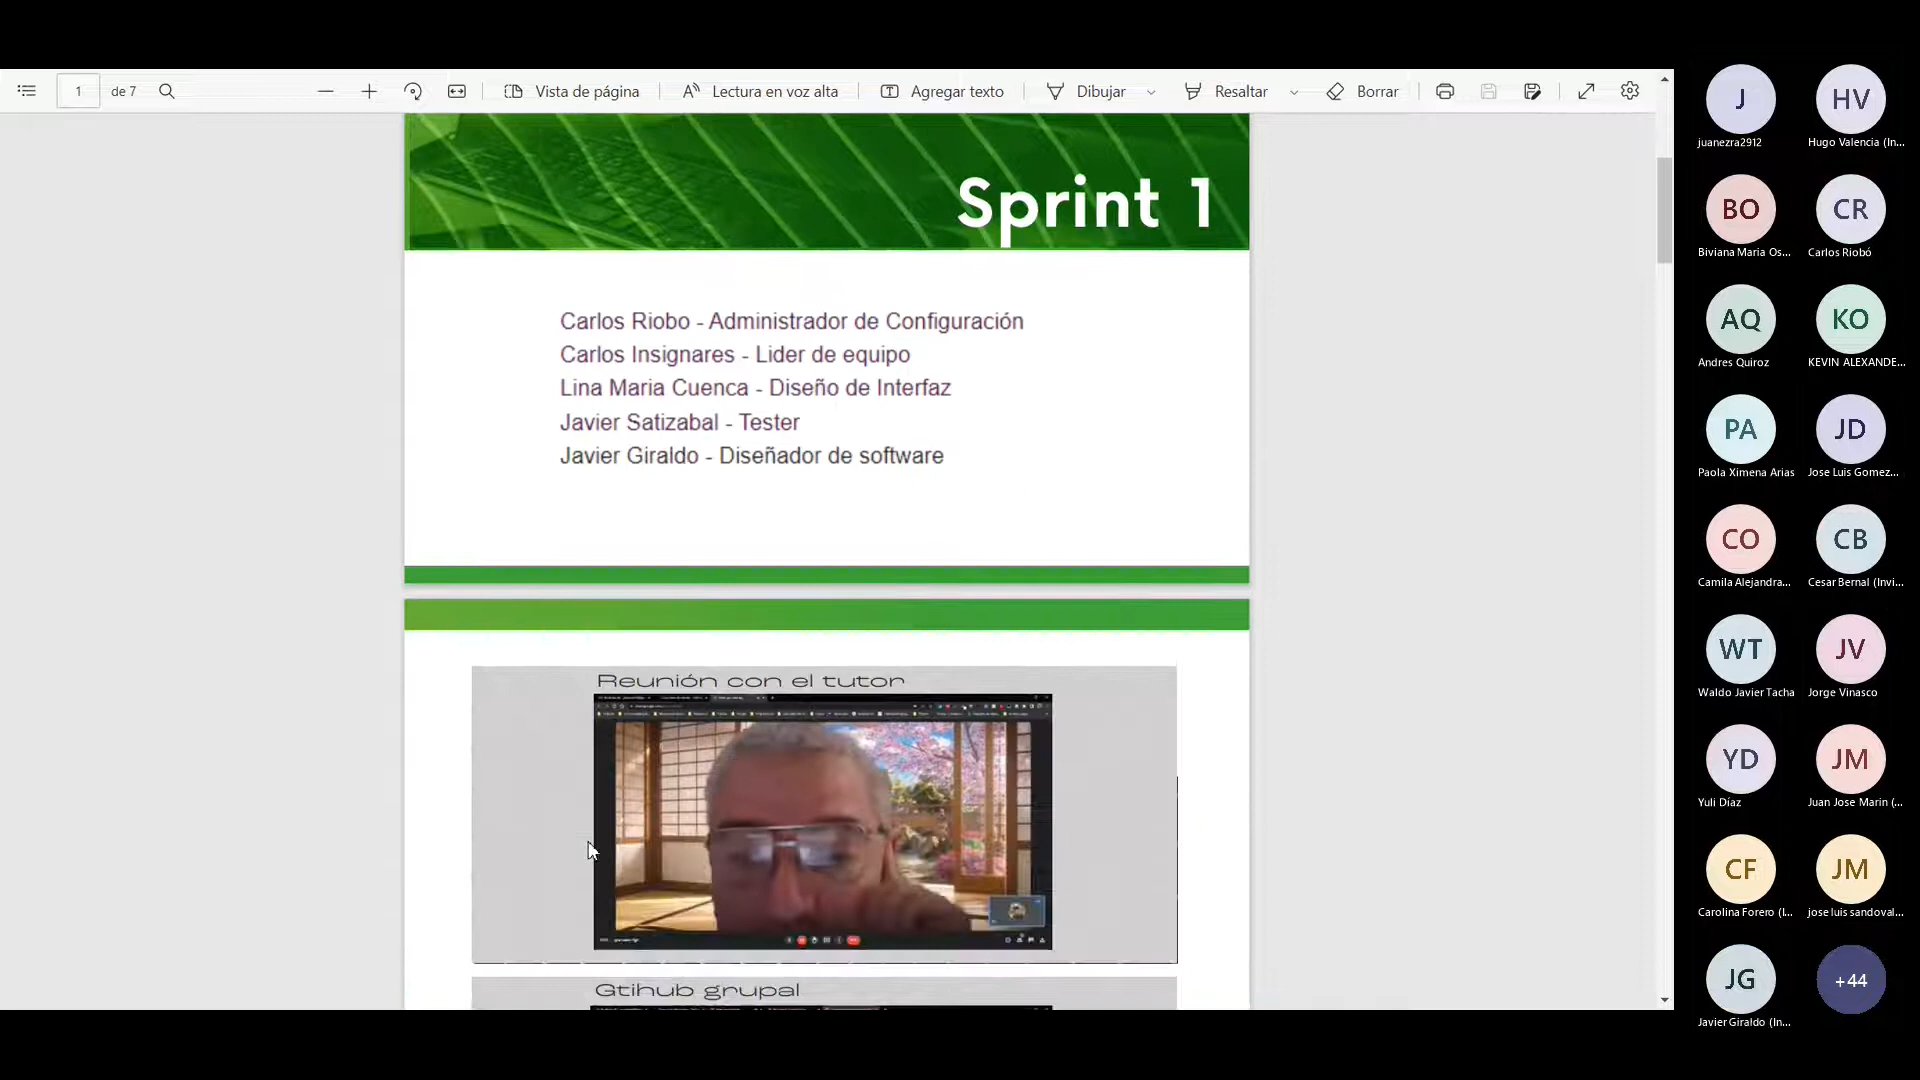 1 de 7 Vista de página Lectura en voz alta Agregar texto Dibujar Resaltar Borrar
Sprint 1
Carlos Riobo - Administrador de Configuración
Carlos Insignares - Lider de equipo
Lina Maria Cuenca - Diseño de Interfaz
Javier Satizabal - Tester
Javier Giraldo - Diseñador de software
Reunión con el tutor
Gtihub grupal
J HV
juanezra2912 Hugo Valencia (In...
BO CR
Biviana Maria Os... Carlos Riobó
AQ KO
Andres Quiroz KEVIN ALEXANDE...
PA JD
Paola Ximena Arias Jose Luis Gomez...
CO CB
Camila Alejandra... Cesar Bernal (Invi...
WT JV
Waldo Javier Tacha Jorge Vinasco
YD JM
Yuli Díaz Juan Jose Marin (...
CF JM
Carolina Forero (I... jose luis sandoval...
JG +44
Javier Giraldo (In...